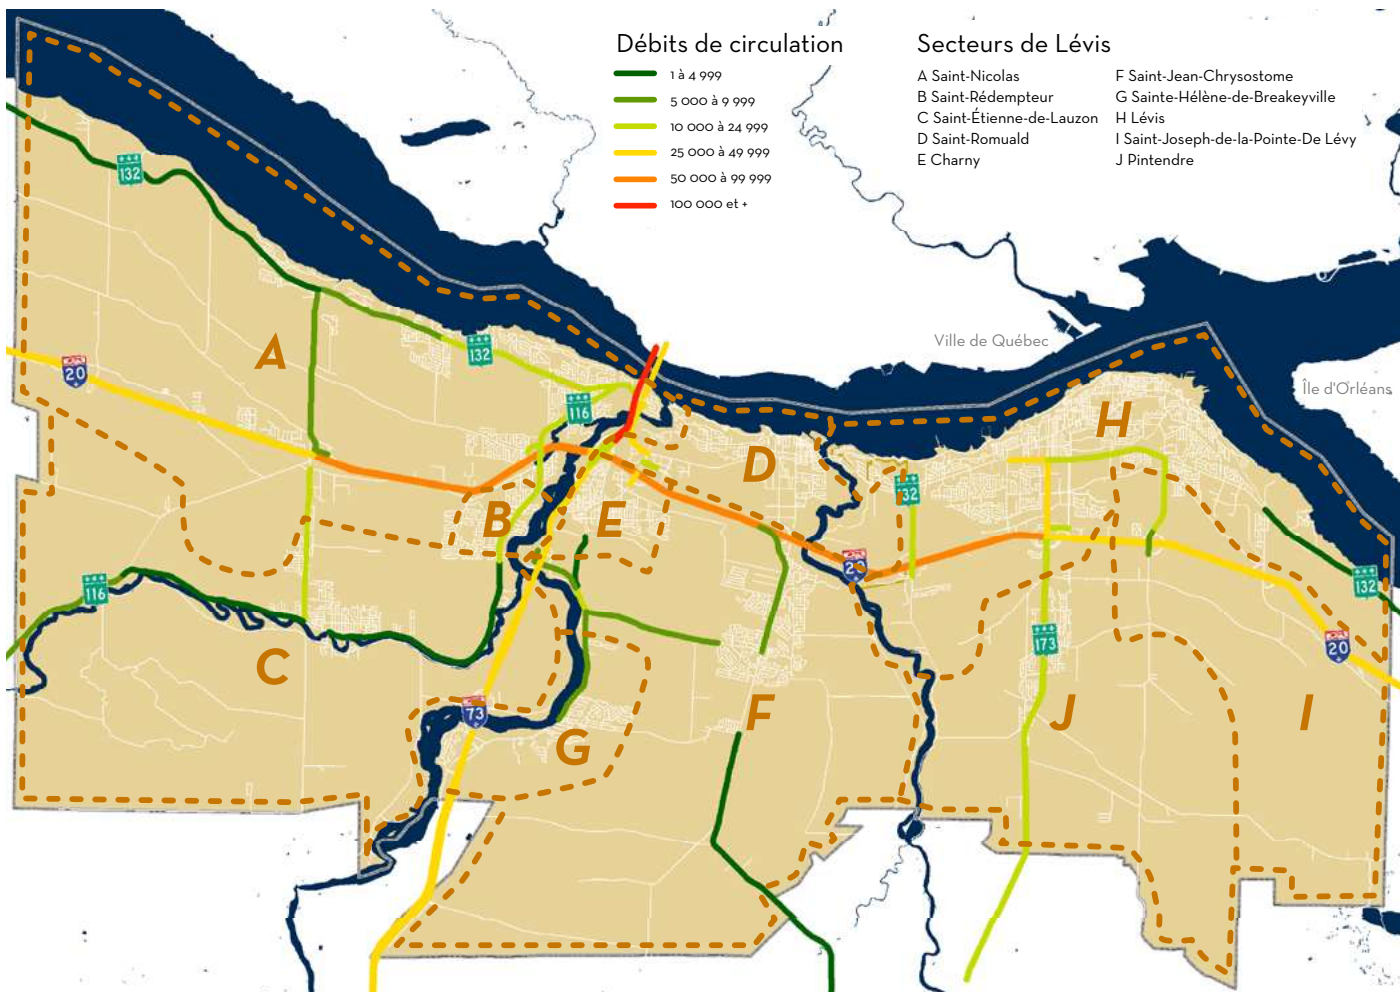 Débits de circulation
1 à 4 999
5 000 à 9 999
10 000 à 24 999
25 000 à 49 999
50 000 à 99 999
100 000 et +
Secteurs de Lévis
A Saint-Nicolas
B Saint-Rédempteur
C Saint-Étienne-de-Lauzon
D Saint-Romuald
E Charny
F Saint-Jean-Chrysostome
G Sainte-Hélène-de-Breakeyville
H Lévis
I Saint-Joseph-de-la-Pointe-De Lévy
J Pintendre
132
Ville de Québec
A
132
20
Île d'Orléans
116
H
D
132
B
E
20
116
132
173
20
C
73
F
J
I
G